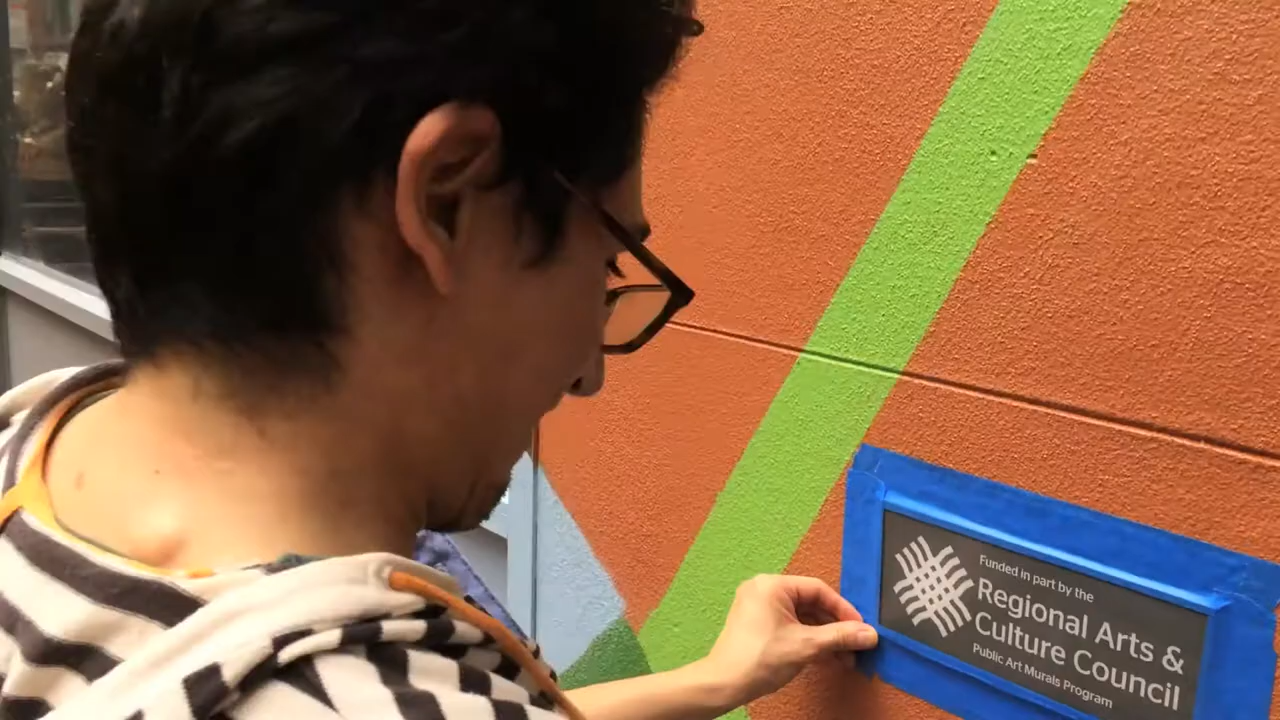 Funded in part by the
Regional Arts &
Culture Council
Public Art Murals Program